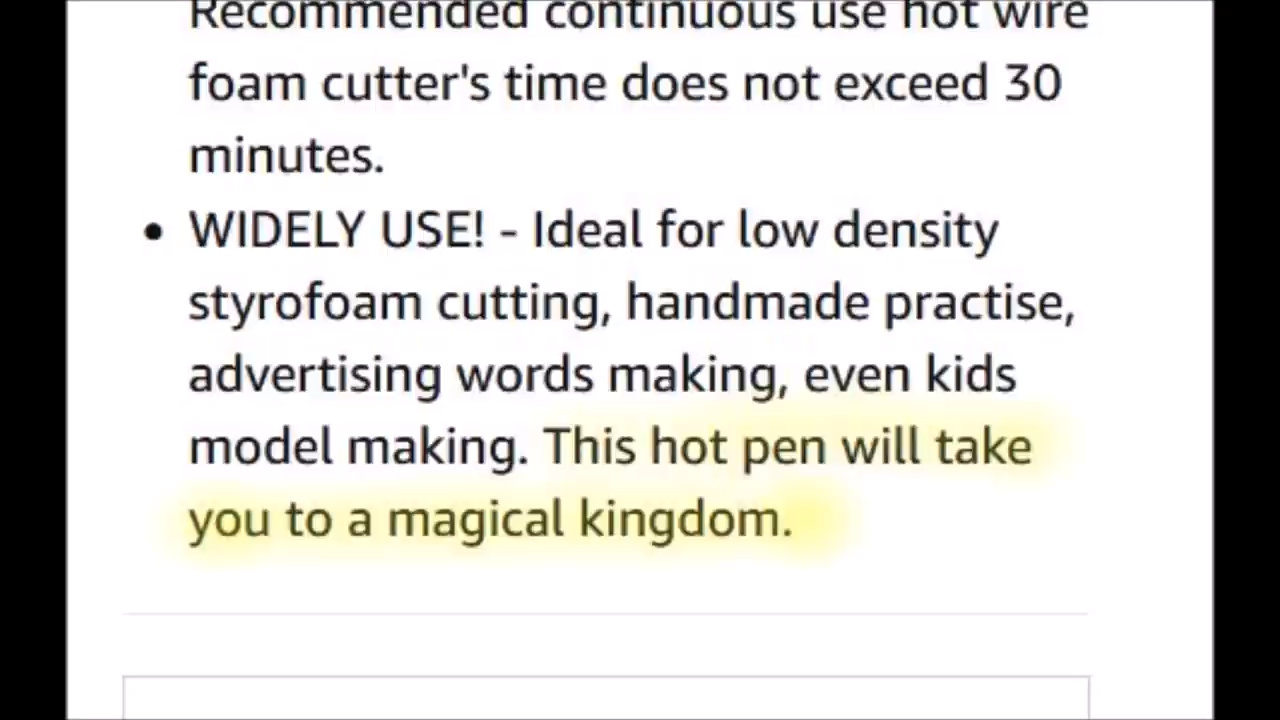 Recommended continuous use hot wire
foam cutter's time does not exceed 30
minutes.
• WIDELY USE! - Ideal for low density
styrofoam cutting, handmade practise,
advertising words making, even kids
model making. This hot pen will take
you to a magical kingdom.